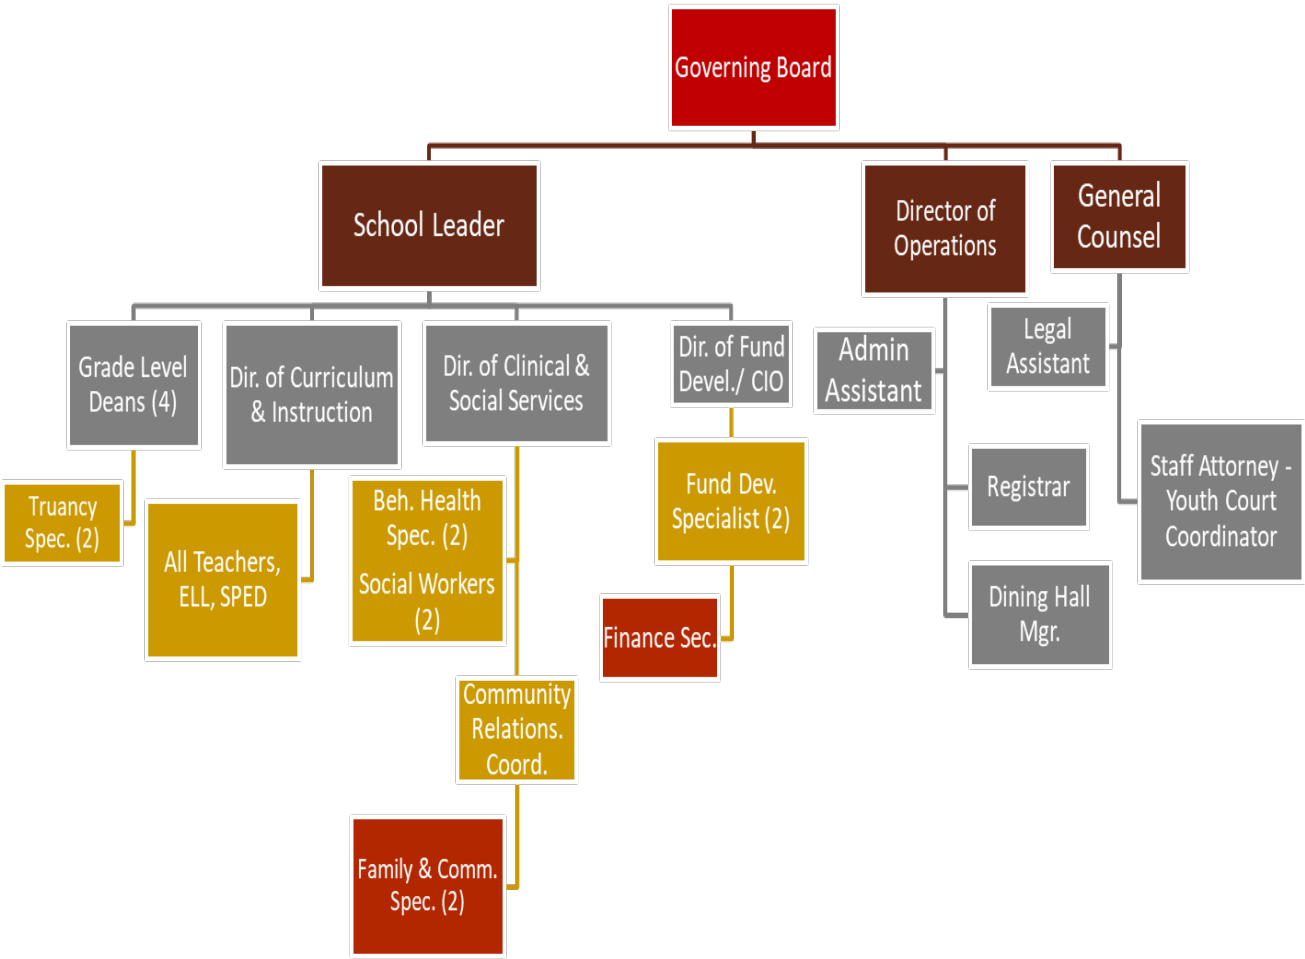 Governing Board
School Leader
Director of
Operations
General
Counsel
Grade Level
Deans (4)
Dir. of Curriculum
& Instruction
Dir. of Clinical &
Social Services
Dir. of Fund
Devel./ CIO
Admin
Assistant
Legal
Assistant
Truancy
Spec. (2)
All Teachers,
ELL, SPED
Beh. Health
Spec. (2)
Social Workers
(2)
Fund Dev.
Specialist (2)
Registrar
Staff Attorney -
Youth Court
Coordinator
Finance Sec.
Dining Hall
Mgr.
Community
Relations.
Coord.
Family & Comm.
Spec. (2)